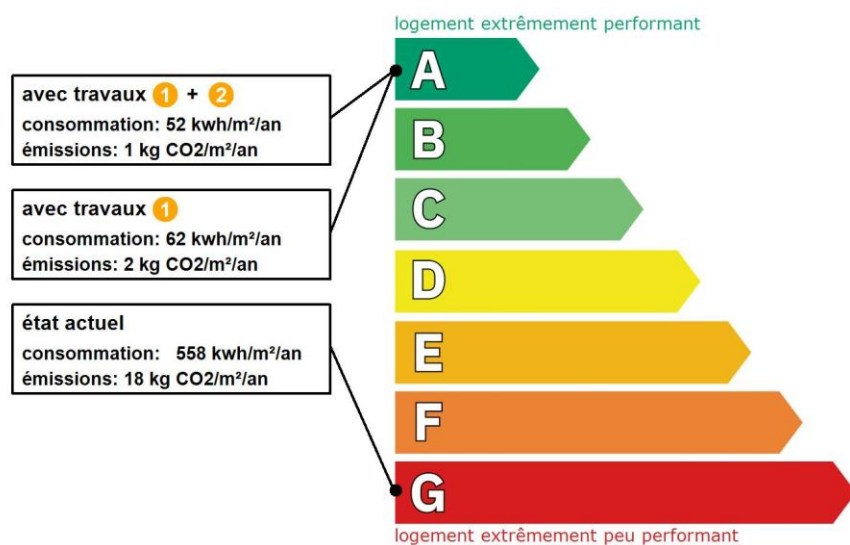 logement extrêmement performant
avec travaux 1 + 2
consommation: 52 kwh/m²/an
émissions: 1 kg CO2/m²/an
avec travaux 1
consommation: 62 kwh/m²/an
émissions: 2 kg CO2/m²/an
état actuel
consommation: 558 kwh/m²/an
émissions: 18 kg CO2/m²/an
A
B
C
D
E
F
G
logement extrêmement peu performant